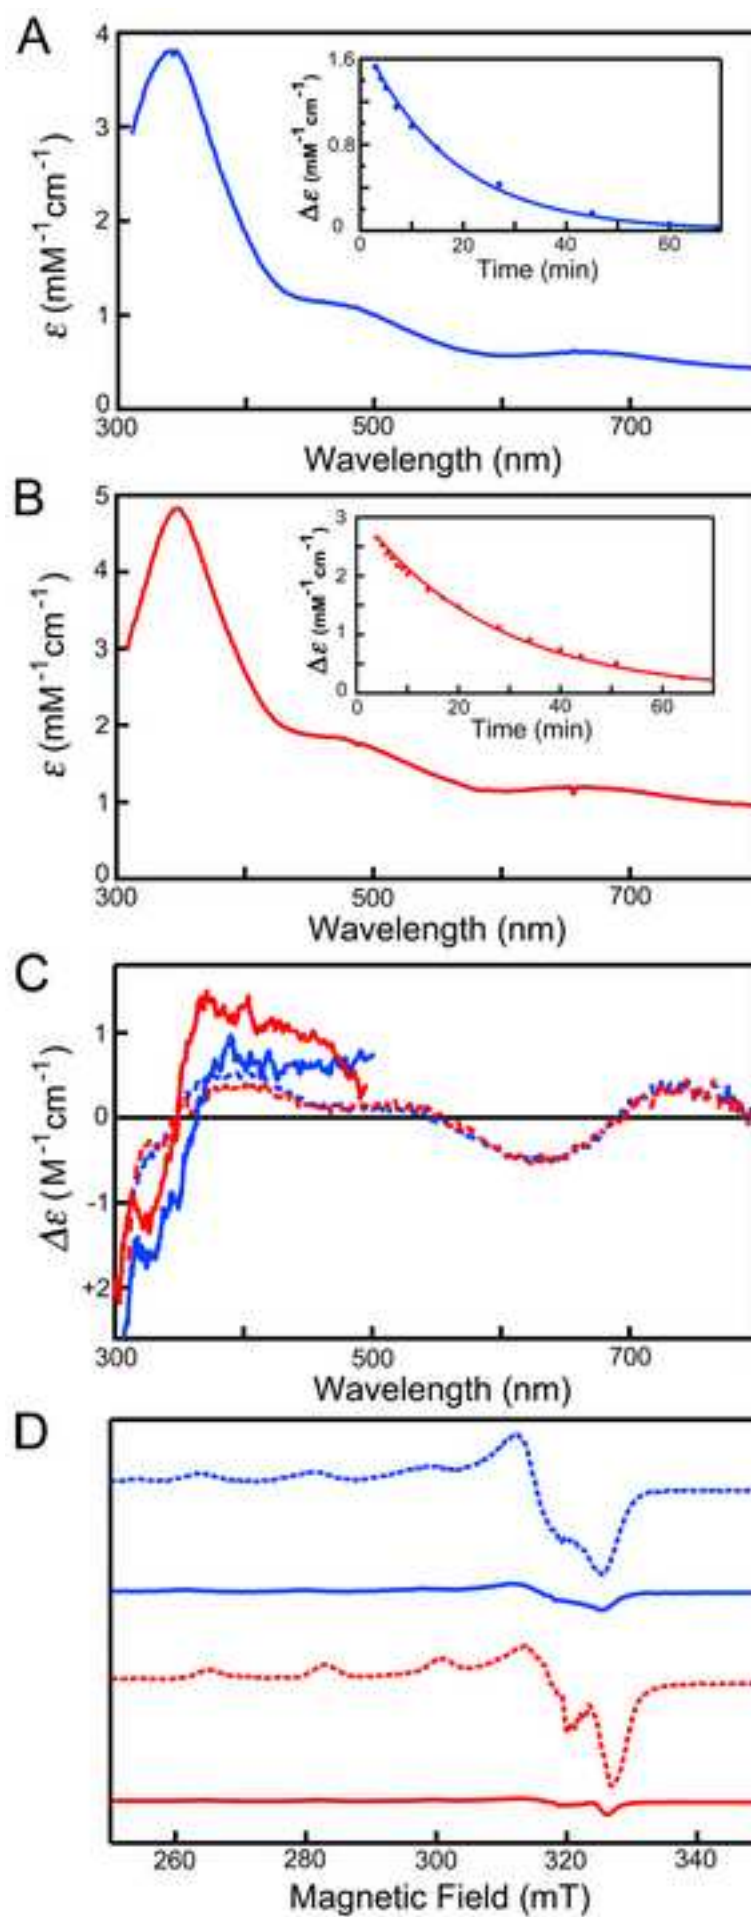 A
4
3
2
1
0
ε (mM⁻¹cm⁻¹)
300
500
700
Wavelength (nm)
1.6
0.8
0
Δε (mM⁻¹cm⁻¹)
0
20
40
60
Time (min)
B
5
4
3
2
1
0
ε (mM⁻¹cm⁻¹)
300
500
700
Wavelength (nm)
3
2
1
0
Δε (mM⁻¹cm⁻¹)
0
20
40
60
Time (min)
C
1
0
-1
+2
Δε (M⁻¹cm⁻¹)
300
500
700
Wavelength (nm)
D
260
280
300
320
340
Magnetic Field (mT)